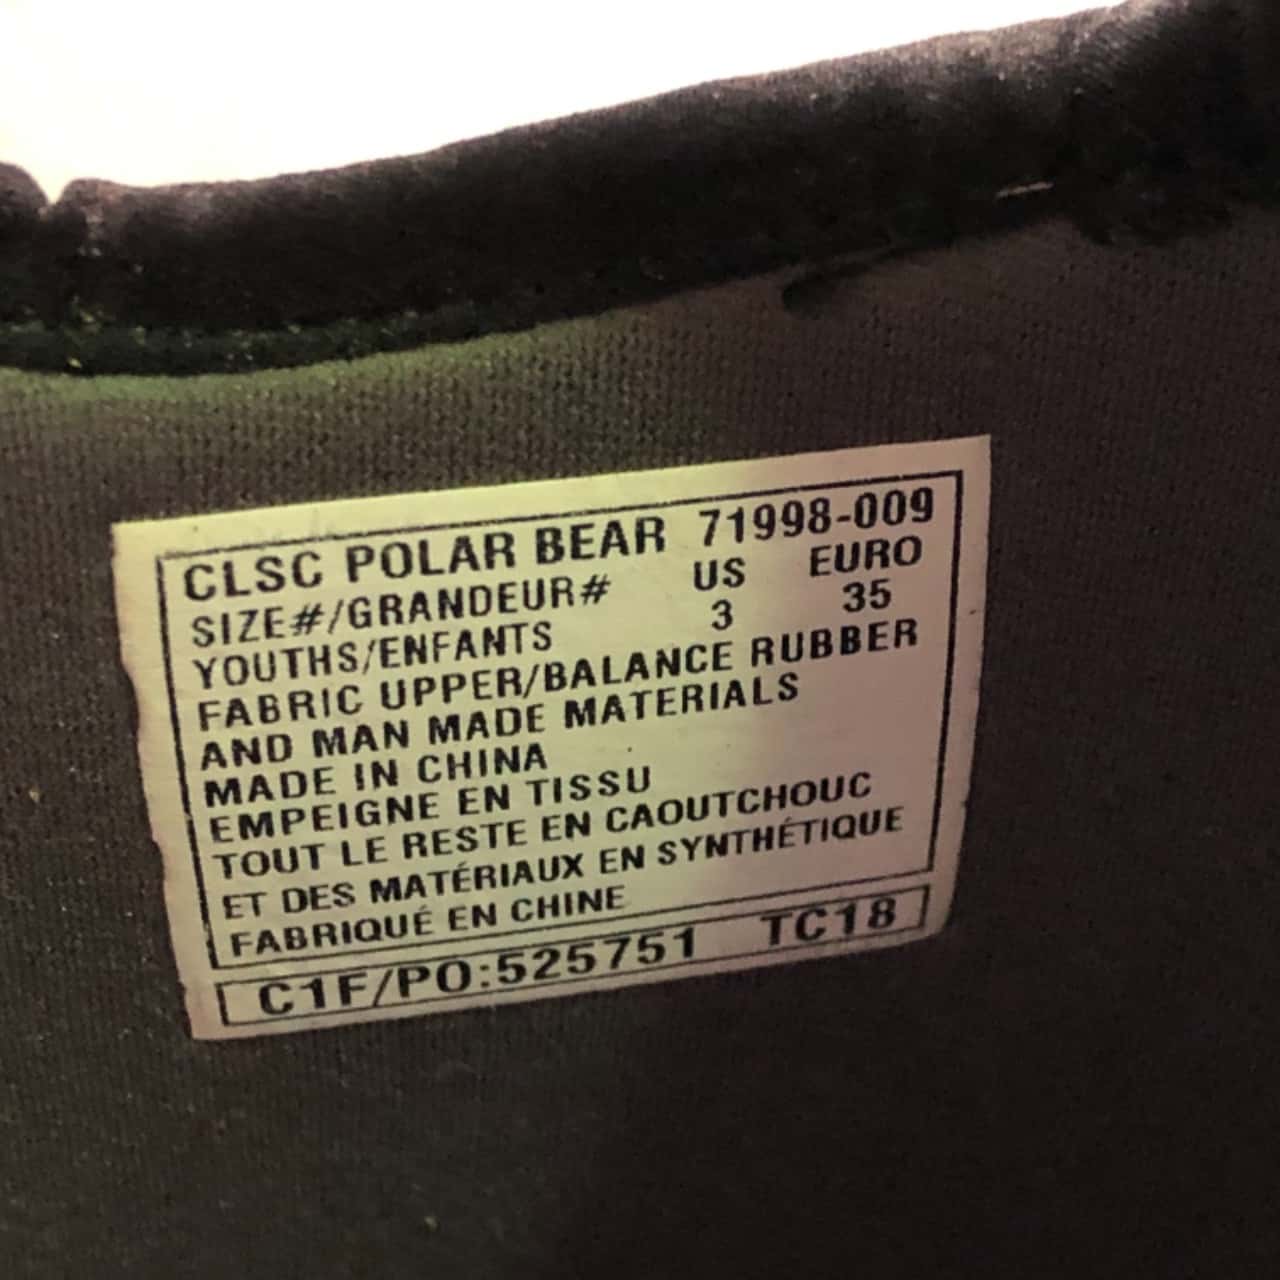 CLSC POLAR BEAR 71998-009
SIZE#/GRANDEUR# US EURO
YOUTHS/ENFANTS 3 35
FABRIC UPPER/BALANCE RUBBER
AND MAN MADE MATERIALS
MADE IN CHINA
EMPEIGNE EN TISSU
TOUT LE RESTE EN CAOUTCHOUC
ET DES MATÉRIAUX EN SYNTHÉTIQUE
FABRIQUÉ EN CHINE
C1F/PO:525751 TC18